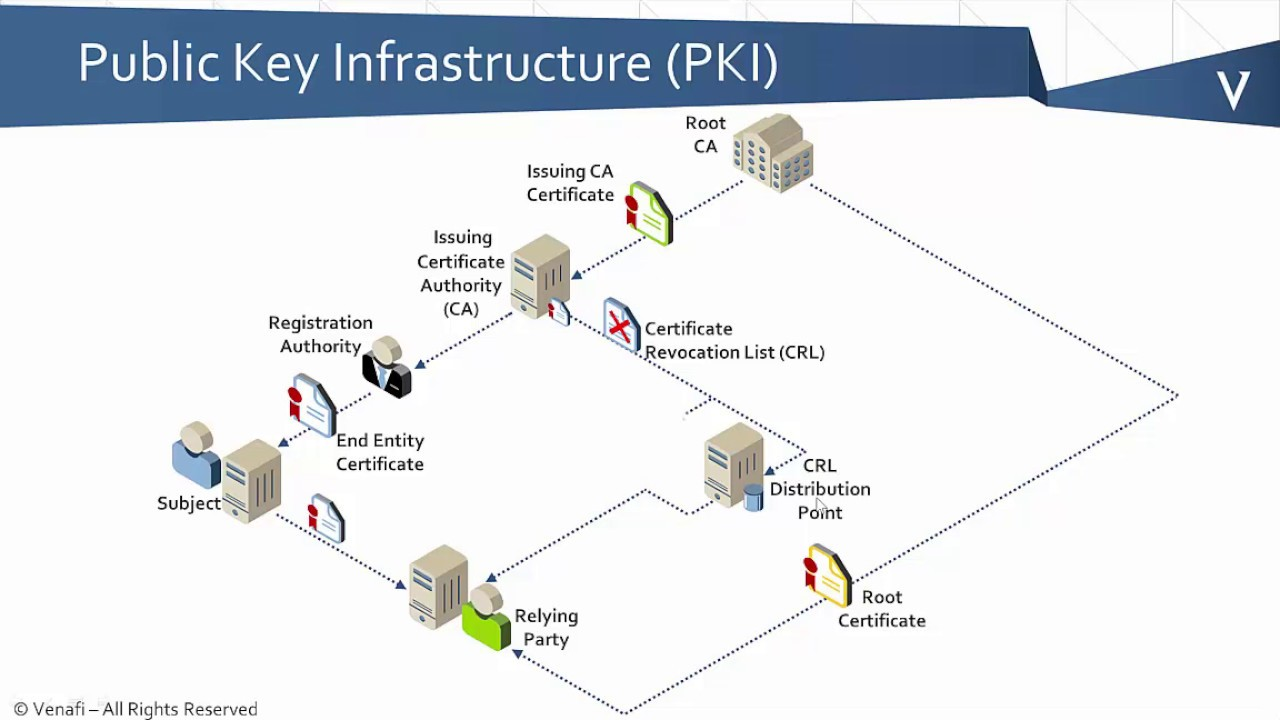 Public Key Infrastructure (PKI)
V
Root
CA
Issuing CA
Certificate
Issuing
Certificate
Authority
(CA)
Certificate
Revocation List (CRL)
Registration
Authority
End Entity
Certificate
Subject
CRL
Distribution
Point
Root
Certificate
Relying
Party
© Venafi – All Rights Reserved